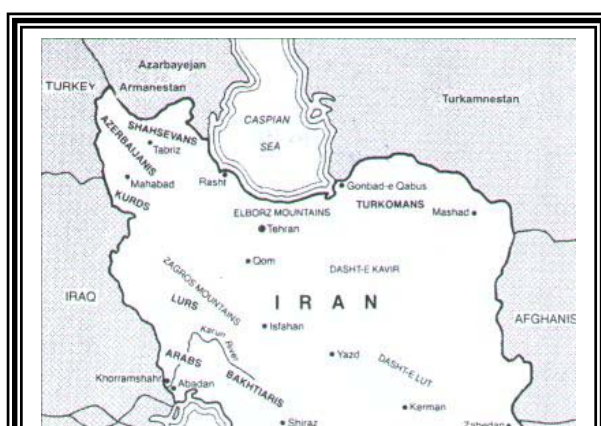 Azarbayejan
TURKEY
Armanestan
Turkamnestan
CASPIAN
SEA
SHAHSEVANS
AZERBAIJANIS
Tabriz
Mahabad
Rasht
Gonbad-e Qabus
KURDS
ELBORZ MOUNTAINS
TURKOMANS
Mashad
Tehran
Qom
DASHT-E KAVIR
ZAGROS MOUNTAINS
IRAQ
LURS
IRAN
AFGHANIS
Isfahan
Karun River
ARABS
Yazd
DASHT-E LUT
Khorramshahr
Abadan
BAKHTIARIS
Kerman
Shiraz
Zahedan